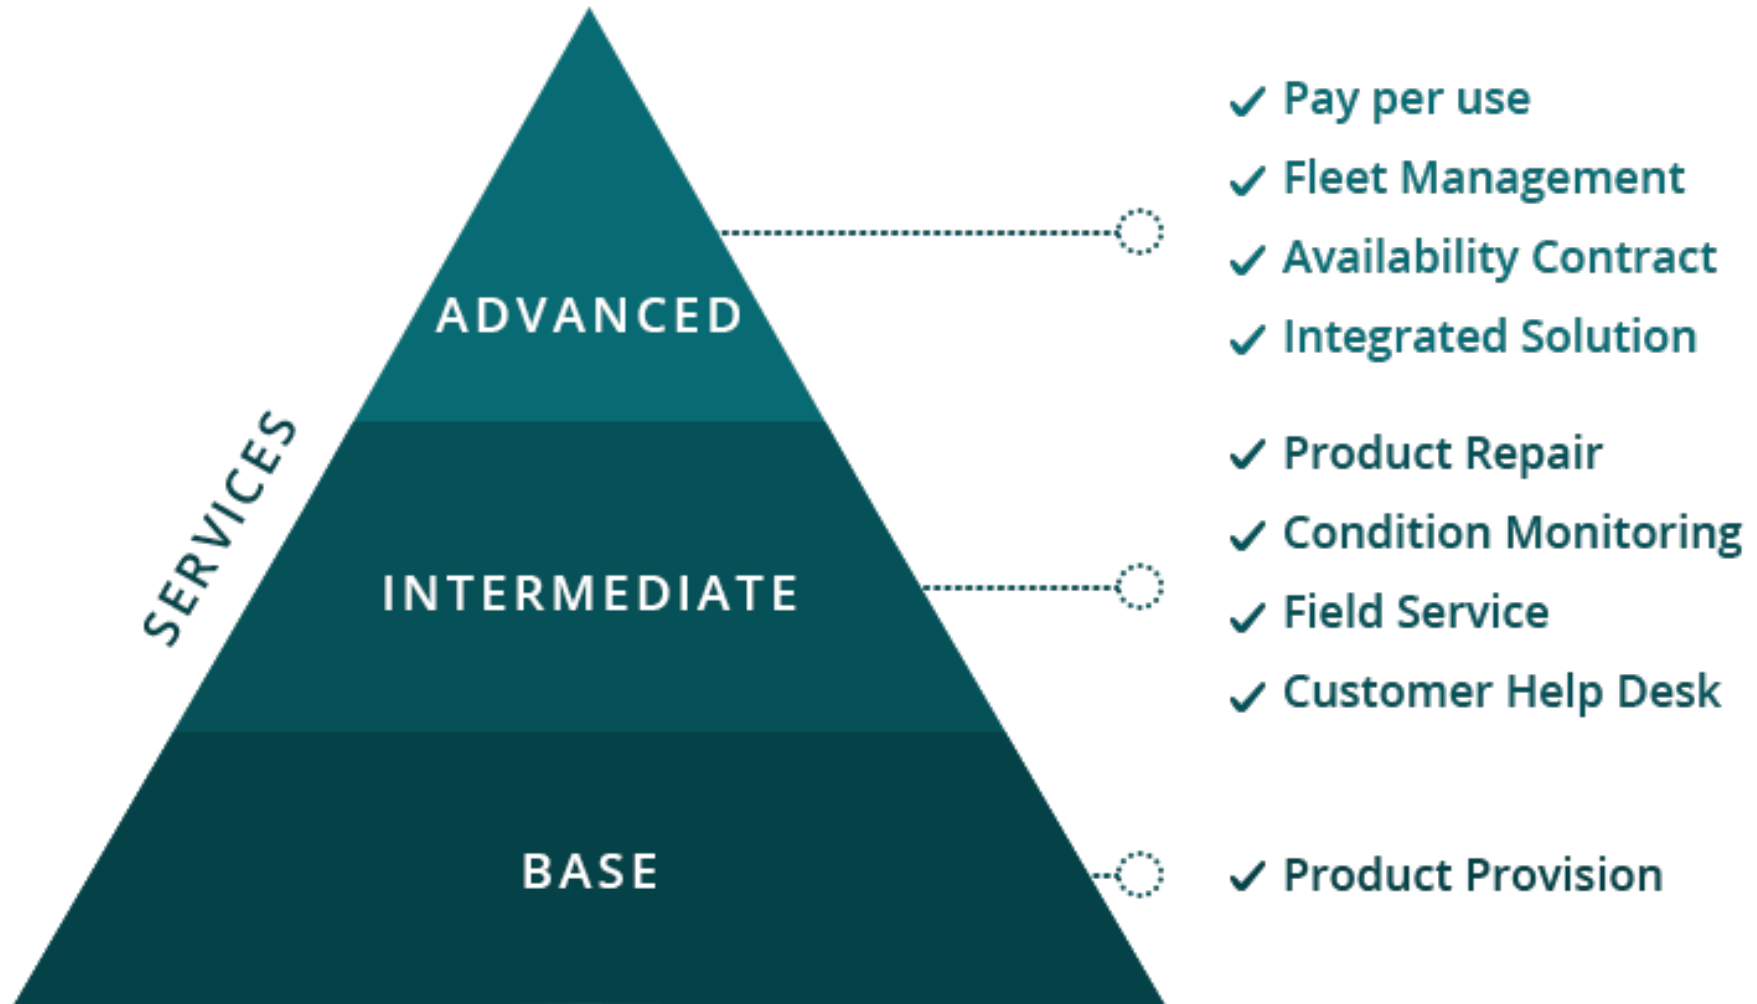 Pay per use
Fleet Management
Availability Contract
Integrated Solution
ADVANCED
SERVICES
Product Repair
Condition Monitoring
Field Service
Customer Help Desk
INTERMEDIATE
BASE
Product Provision